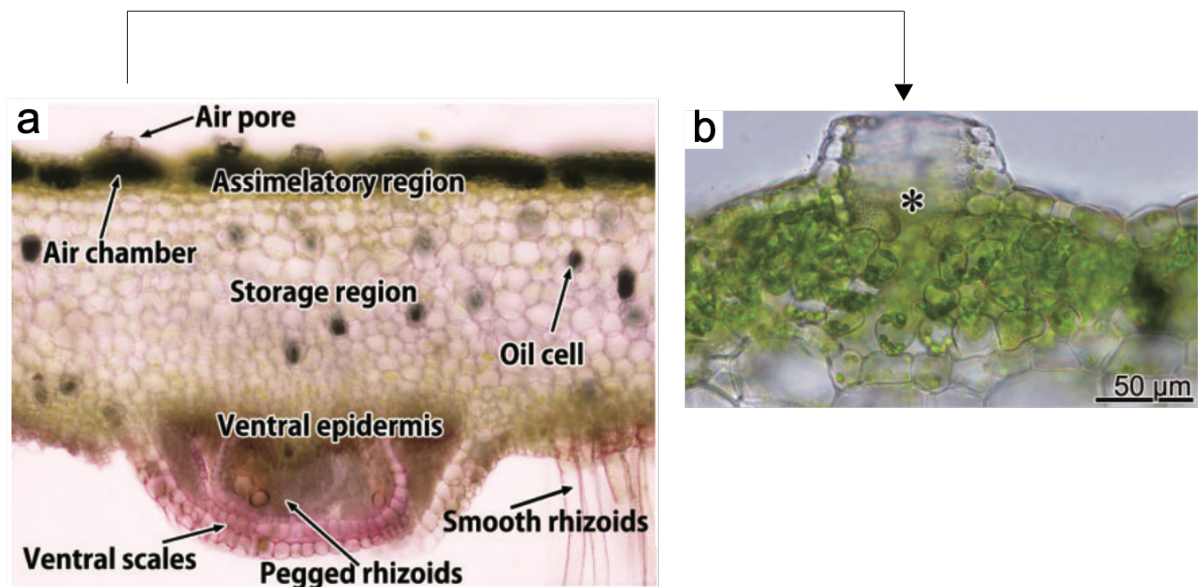 a
Air pore
Assimelatory region
Air chamber
Storage region
Oil cell
Ventral epidermis
Smooth rhizoids
Ventral scales
Pegged rhizoids
b
*
50 µm